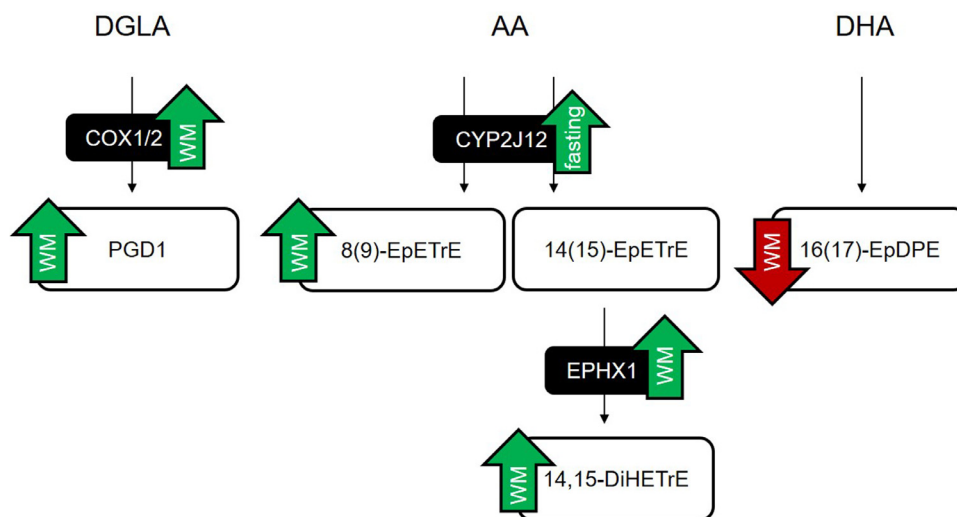 DGLA
AA
DHA
COX1/2
WM
CYP2J12
fasting
WM
PGD1
WM
8(9)-EpETrE
14(15)-EpETrE
WM
16(17)-EpDPE
EPHX1
WM
WM
14,15-DiHETrE